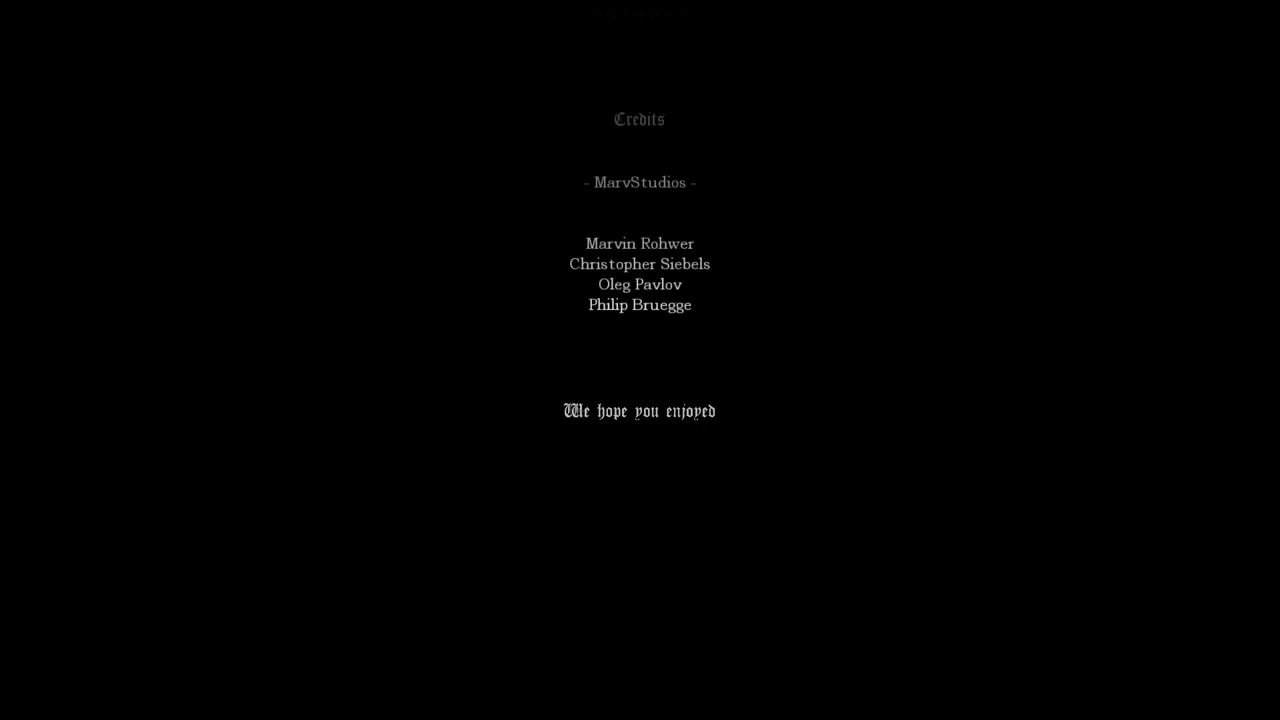 Credits
- MarvStudios -
Marvin Rohwer
Christopher Siebels
Oleg Pavlov
Philip Bruegge
We hope you enjoyed